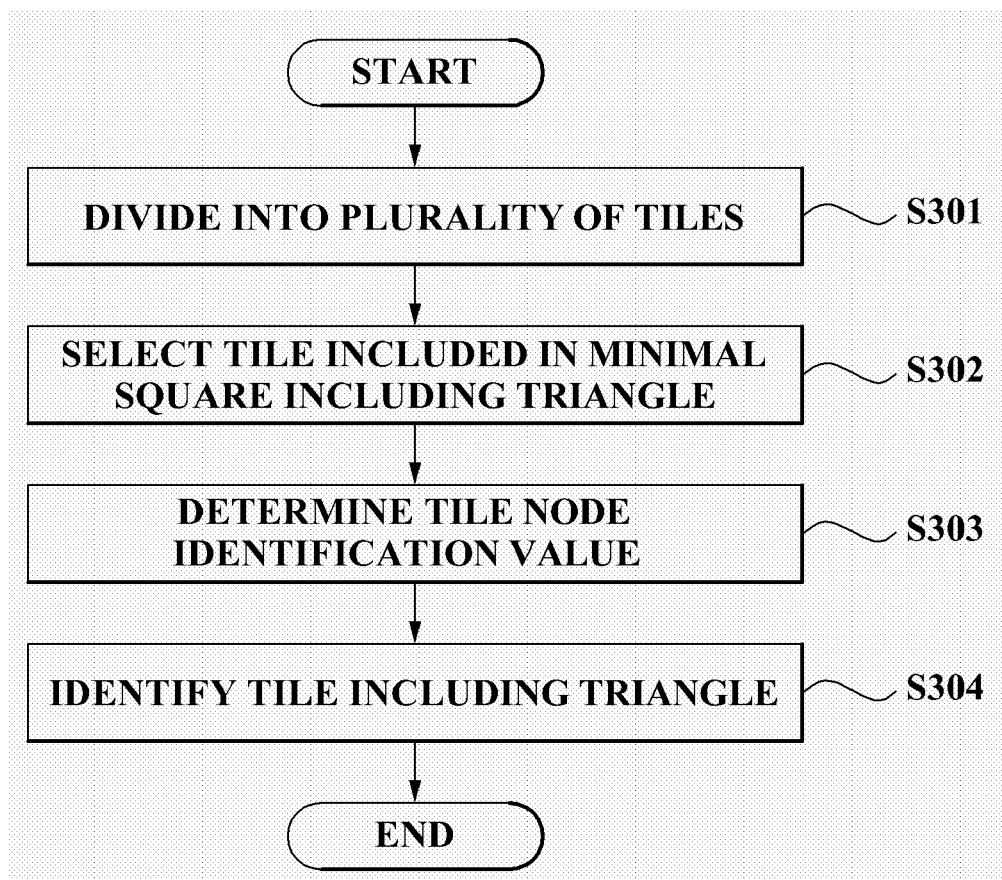 START
DIVIDE INTO PLURALITY OF TILES
S301
SELECT TILE INCLUDED IN MINIMAL
SQUARE INCLUDING TRIANGLE
S302
DETERMINE TILE NODE
IDENTIFICATION VALUE
S303
IDENTIFY TILE INCLUDING TRIANGLE
S304
END